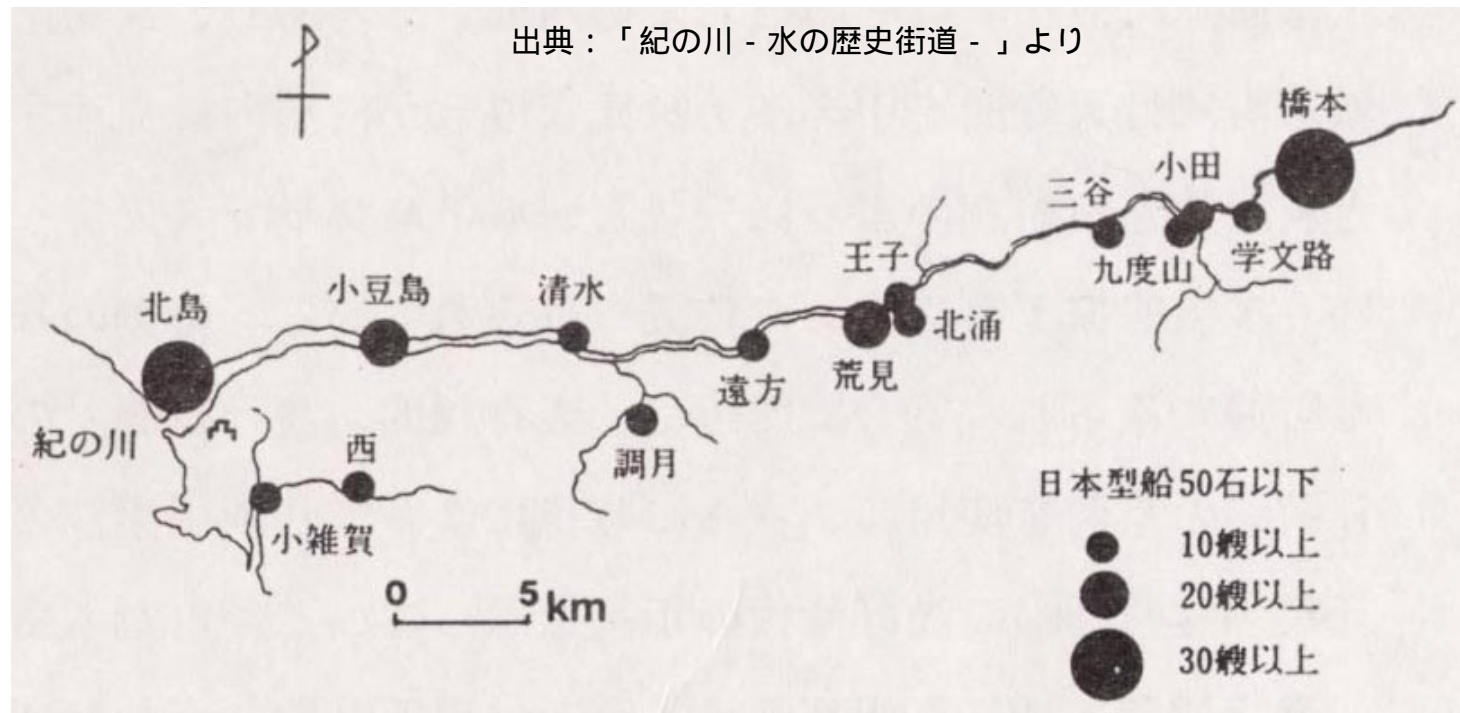 出典：「紀の川 - 水の歴史街道 - 」より
橋本
小田
三谷
学文路
九度山
王子
北涌
荒見
清水
小豆島
北島
遠方
紀の川
西
調月
小雑賀
日本型船50石以下
10艘以上
20艘以上
30艘以上
0 5 km